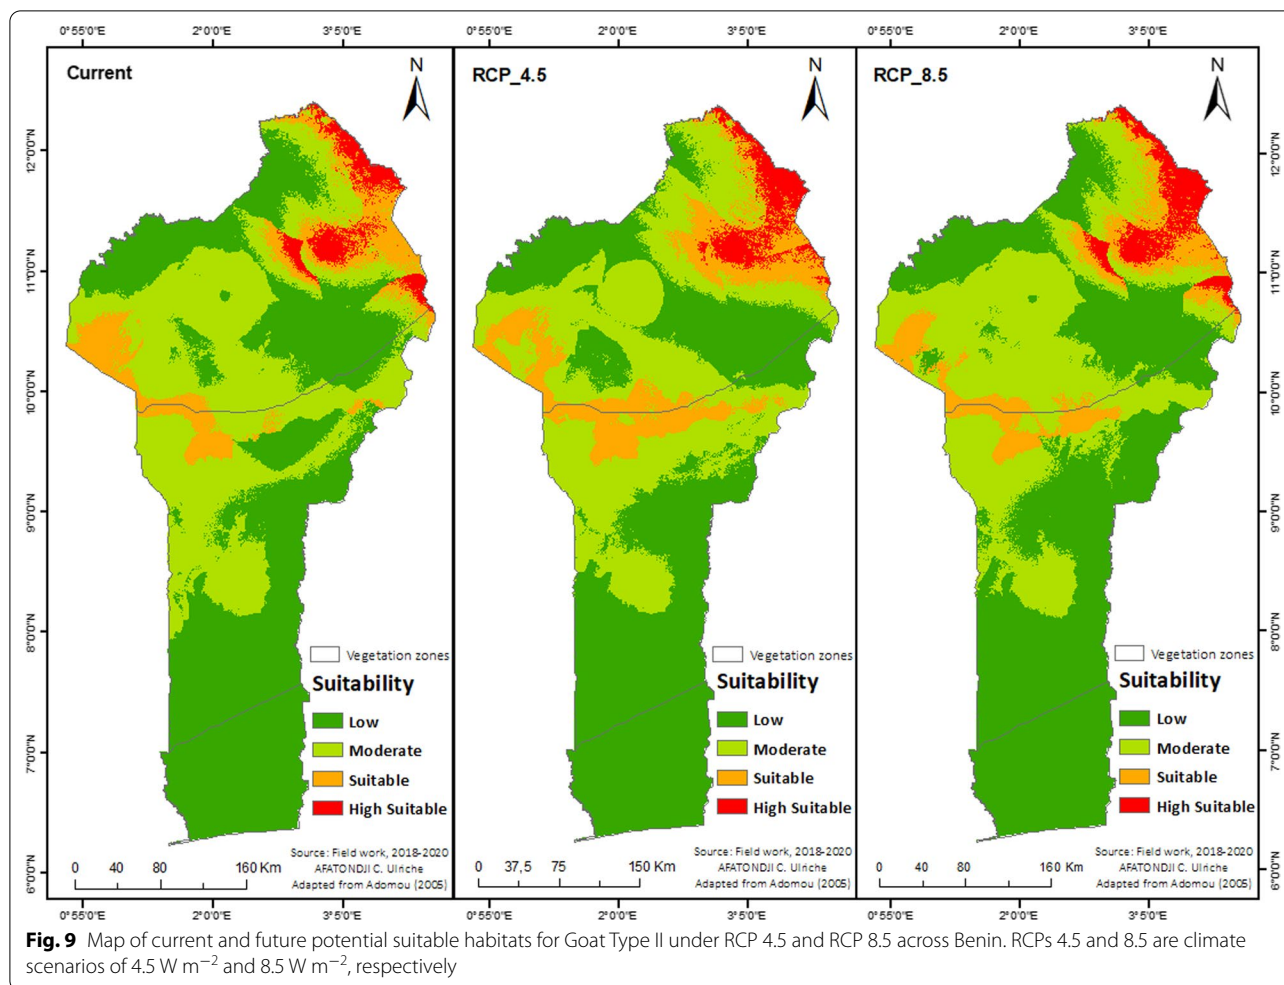 0°55'0"E 2°0'0"E 3°5'0"E 0°55'0"E 2°0'0"E 3°5'0"E 0°55'0"E 2°0'0"E 3°5'0"E
Current
N
RCP_4.5
N
RCP_8.5
N
12°0'0"N
11°0'0"N
10°0'0"N
9°0'0"N
8°0'0"N
7°0'0"N
6°0'0"N
12°0'0"N
11°0'0"N
10°0'0"N
9°0'0"N
8°0'0"N
7°0'0"N
6°0'0"N
Vegetation zones
Suitability
Low
Moderate
Suitable
High Suitable
Source: Field work, 2018-2020
AFATONDJI C. Ulriche
Adapted from Adomou (2005)
0 40 80 160 Km
Vegetation zones
Suitability
Low
Moderate
Suitable
High Suitable
Source: Field work, 2018-2020
AFATONDJI C. Ulriche
Adapted from Adomou (2005)
0 37,5 75 150 Km
Vegetation zones
Suitability
Low
Moderate
Suitable
High Suitable
Source: Field work, 2018-2020
AFATONDJI C. Ulriche
Adapted from Adomou (2005)
0 40 80 160 Km
0°55'0"E 2°0'0"E 3°5'0"E 0°55'0"E 2°0'0"E 3°5'0"E 0°55'0"E 2°0'0"E 3°5'0"E
Fig. 9 Map of current and future potential suitable habitats for Goat Type II under RCP 4.5 and RCP 8.5 across Benin. RCPs 4.5 and 8.5 are climate
scenarios of 4.5 W m⁻² and 8.5 W m⁻², respectively